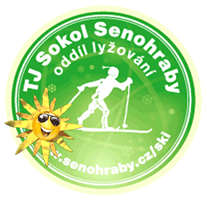 TJ Sokol Senohraby
oddíl lyžování
.senohraby.cz/ski